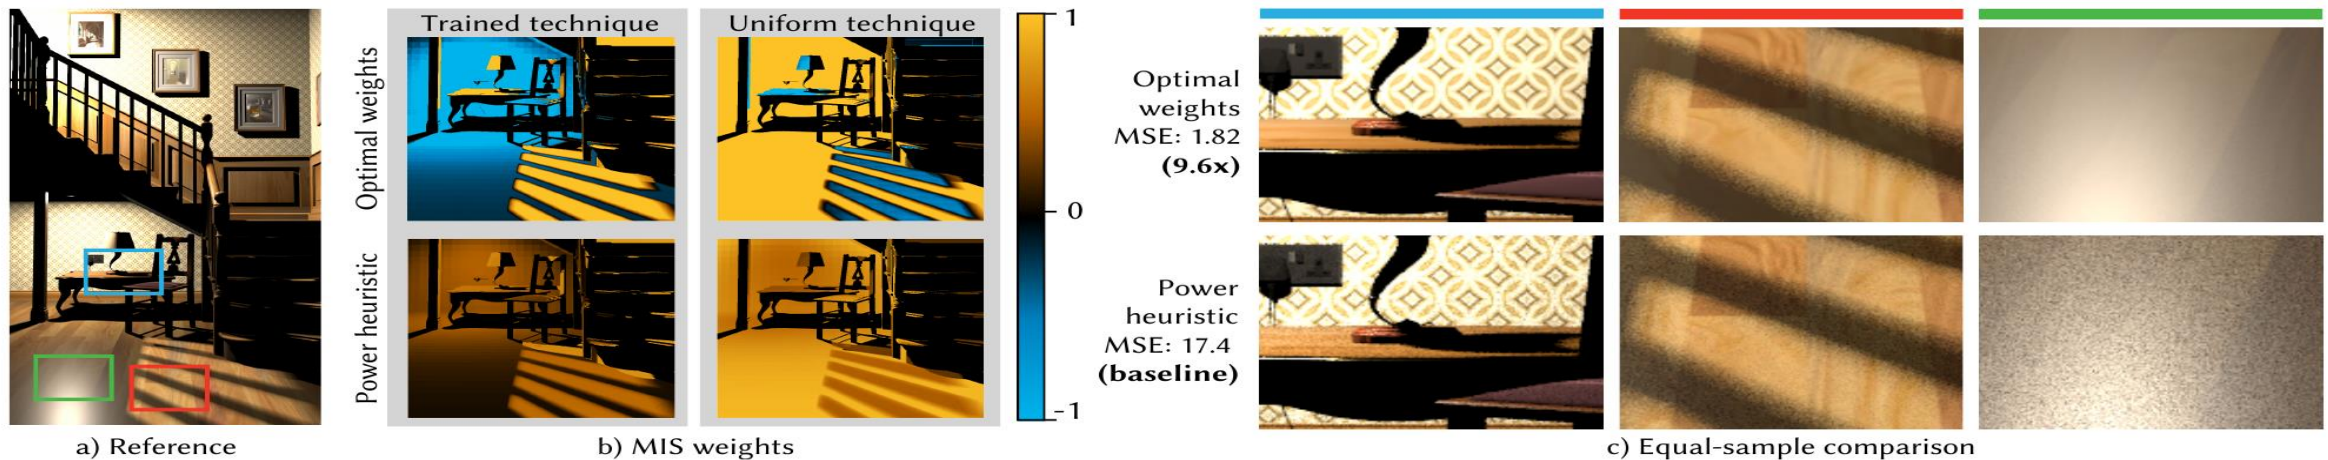 Trained technique
Uniform technique
Optimal weights
Power heuristic
1
0
-1
Optimal
weights
MSE: 1.82
(9.6x)
Power
heuristic
MSE: 17.4
(baseline)
a) Reference
b) MIS weights
c) Equal-sample comparison